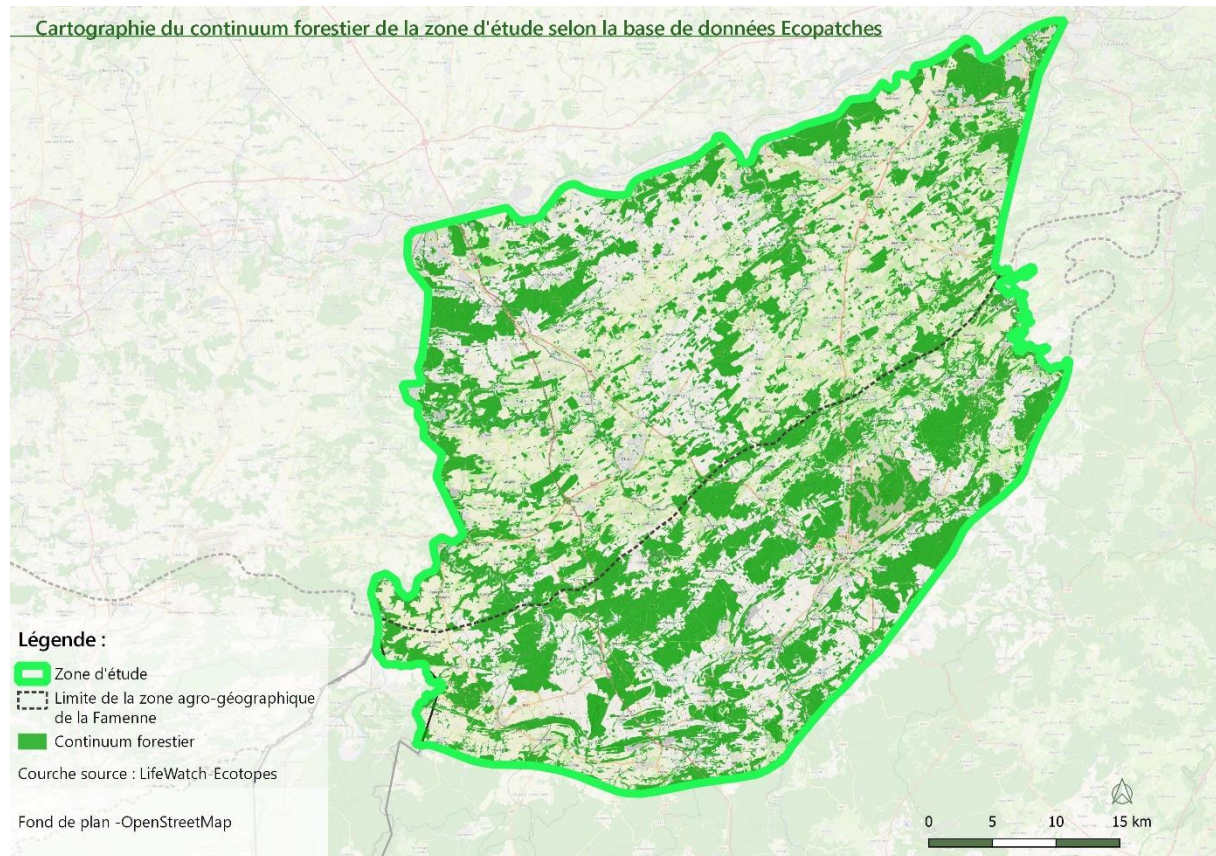 Cartographie du continuum forestier de la zone d'étude selon la base de données Ecopatches
Légende :
Zone d'étude
Limite de la zone agro-géographique
de la Famenne
Continuum forestier
Courche source : LifeWatch-Ecotopes
Fond de plan -OpenStreetMap
0 5 10 15 km